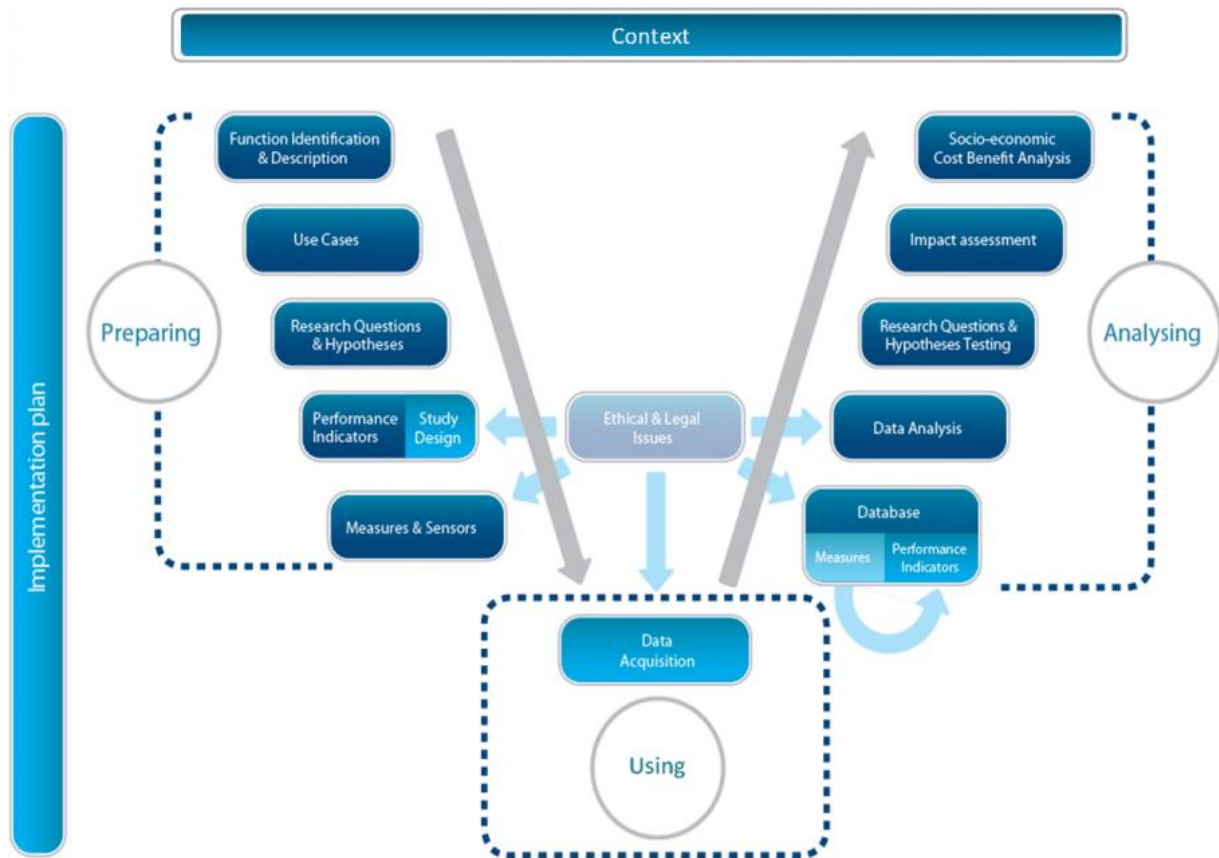 Context
Implementation plan
Preparing
Function Identification
& Description
Use Cases
Research Questions
& Hypotheses
Performance
Indicators
Study
Design
Measures & Sensors
Ethical & Legal
Issues
Data
Acquisition
Using
Socio-economic
Cost Benefit Analysis
Impact assessment
Research Questions &
Hypotheses Testing
Data Analysis
Database
Measures
Performance
Indicators
Analysing